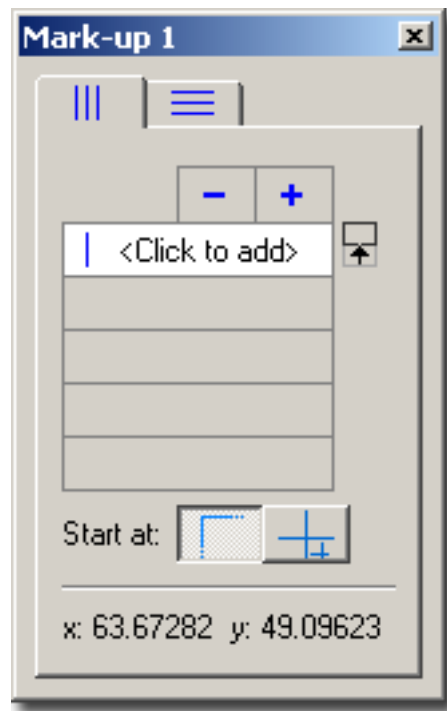 Mark-up 1
- +
<Click to add>
Start at:
x: 63.67282 y: 49.09623